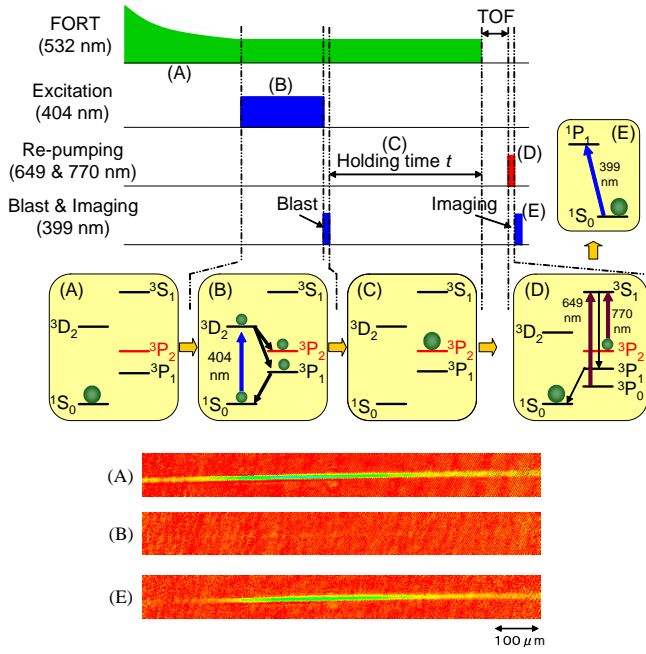 FORT
(532 nm)
TOF
(A)
Excitation
(404 nm)
(B)
Re-pumping
(649 & 770 nm)
(C)
Holding time t
(D)
Blast & Imaging
(399 nm)
Blast
Imaging
(E)
(E)
¹P₁
399
nm
¹S₀
(A)
³S₁
³D₂
³P₂
³P₁
¹S₀
(B)
³S₁
³D₂
404
nm
³P₂
³P₁
¹S₀
(C)
³S₁
³D₂
³P₂
³P₁
¹S₀
(D)
³S₁
649
nm
770
nm
³D₂
³P₂
³P₁
³P₀
¹S₀
(A)
(B)
(E)
100 μm